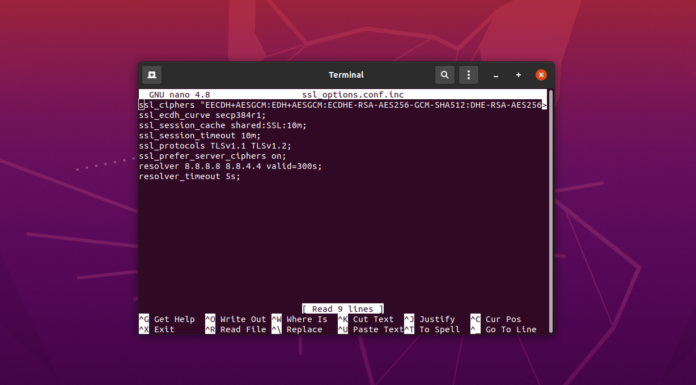 Terminal
GNU nano 4.8 ssl_options.conf.inc
ssl_ciphers "EECDH+AESGCM:EDH+AESGCM:ECDHE-RSA-AES256-GCM-SHA512:DHE-RSA-AES256>
ssl_ecdh_curve secp384r1;
ssl_session_cache shared:SSL:10m;
ssl_session_timeout 10m;
ssl_protocols TLSv1.1 TLSv1.2;
ssl_prefer_server_ciphers on;
resolver 8.8.8.8 8.8.4.4 valid=300s;
resolver_timeout 5s;
[ Read 9 lines ]
^G Get Help ^O Write Out ^W Where Is ^K Cut Text ^J Justify ^C Cur Pos
^X Exit ^R Read File ^\ Replace ^U Paste Text ^T To Spell ^_ Go To Line